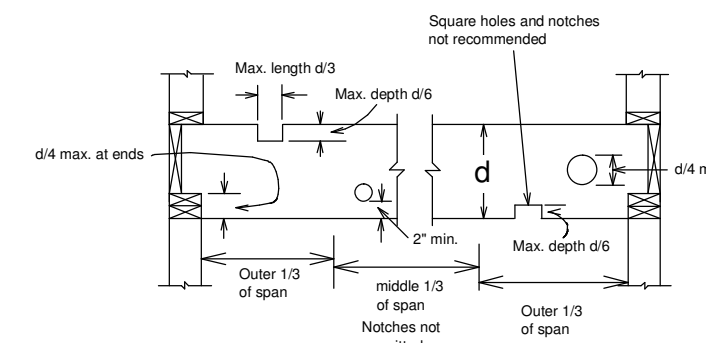 Square holes and notches
not recommended
Max. length d/3
Max. depth d/6
d/4 max. at ends
d
d/4
2" min.
Max. depth d/6
Outer 1/3
of span
middle 1/3
of span
Notches not
Outer 1/3
of span